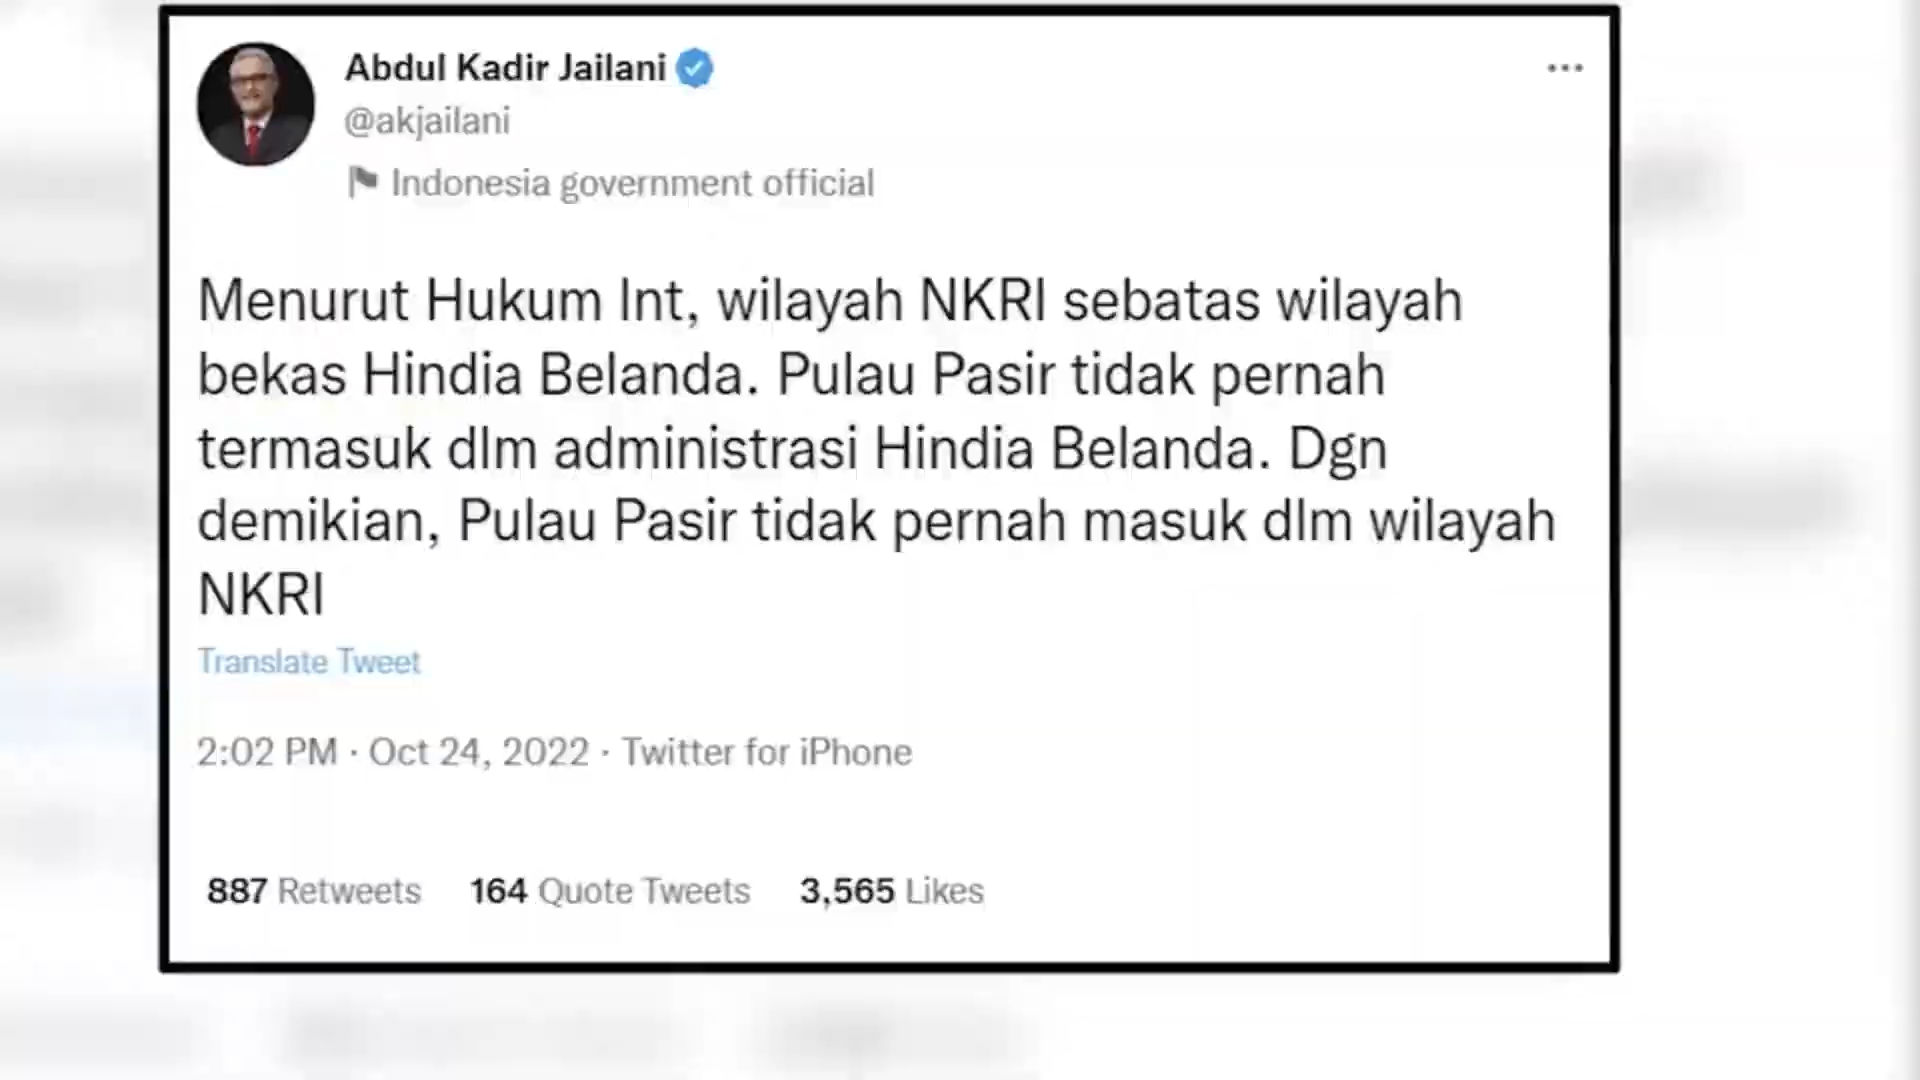 Abdul Kadir Jailani
@akjailani
Indonesia government official
Menurut Hukum Int, wilayah NKRI sebatas wilayah
bekas Hindia Belanda. Pulau Pasir tidak pernah
termasuk dlm administrasi Hindia Belanda. Dgn
demikian, Pulau Pasir tidak pernah masuk dlm wilayah
NKRI
Translate Tweet
2:02 PM · Oct 24, 2022 · Twitter for iPhone
887 Retweets 164 Quote Tweets 3,565 Likes